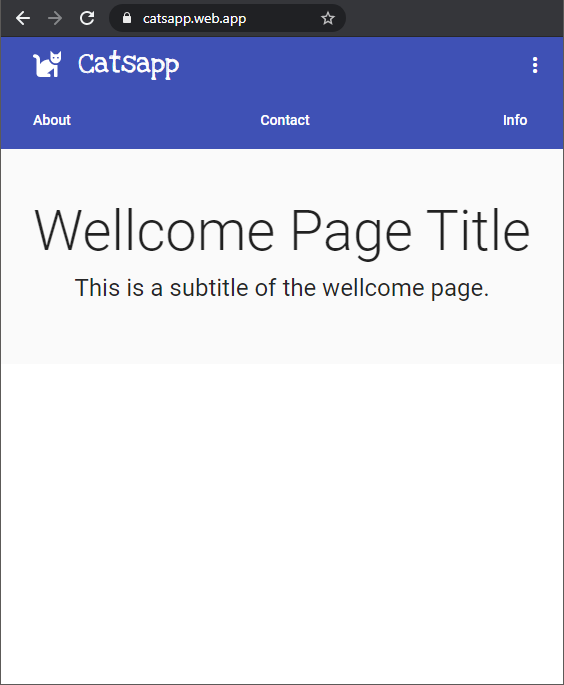 catsapp.web.app
Catsapp
About Contact Info
Wellcome Page Title
This is a subtitle of the wellcome page.